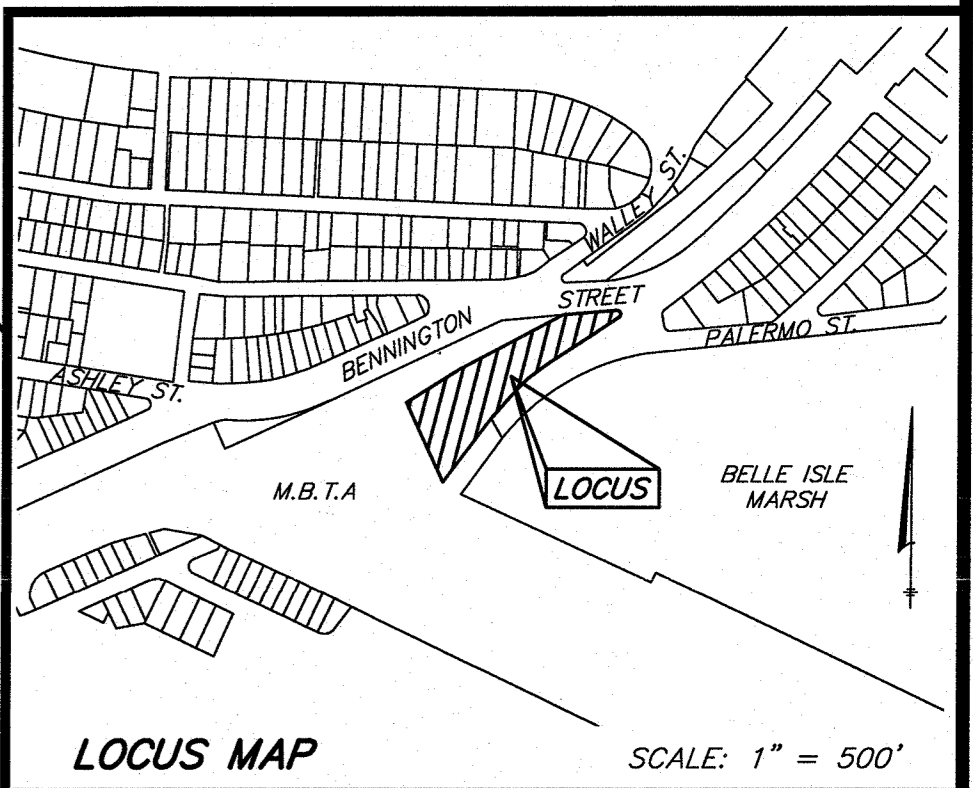 WALLEY ST.
STREET
BENNINGTON
PALERMO ST.
ASHLEY ST.
M.B.T.A
LOCUS
BELLE ISLE
MARSH
LOCUS MAP
SCALE: 1" = 500'